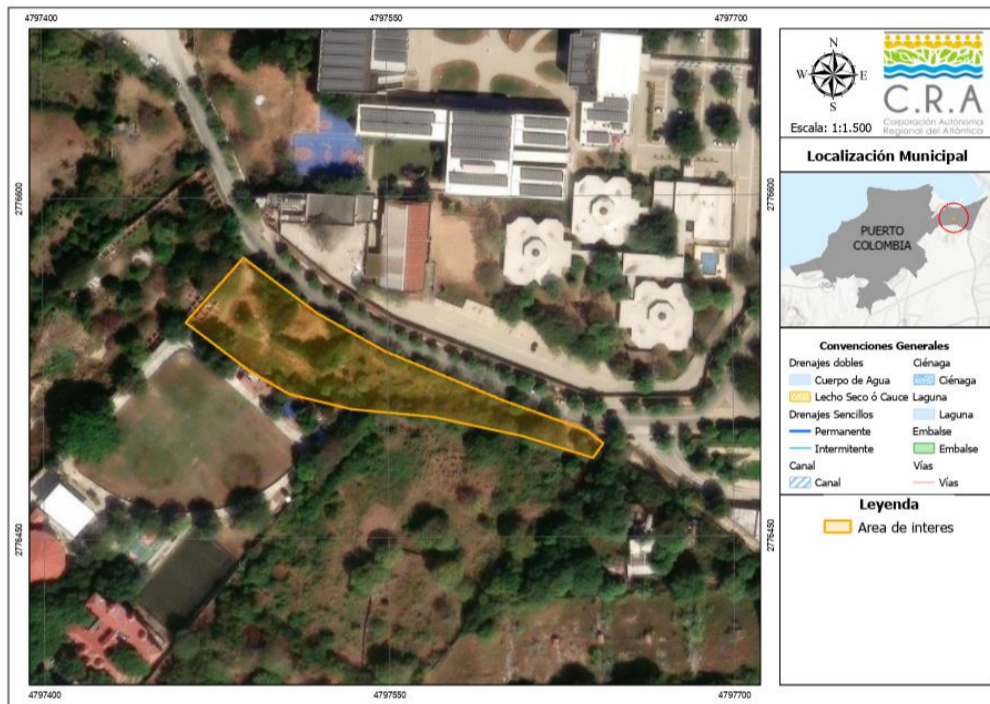 4797400
4797550
4797700
2776600
2776600
2776450
2776450
4797400
4797550
4797700
N
W
E
S
Escala: 1:1.500
C.R.A
Corporación Autónoma
Regional del Atlántico
Localización Municipal
PUERTO
COLOMBIA
Convenciones Generales
Drenajes dobles
Cuerpo de Agua
Lecho Seco ó Cauce
Drenajes Sencillos
Permanente
Intermitente
Canal
Canal
Ciénaga
Ciénaga
Laguna
Laguna
Embalse
Embalse
Vías
Vías
Leyenda
Area de interes